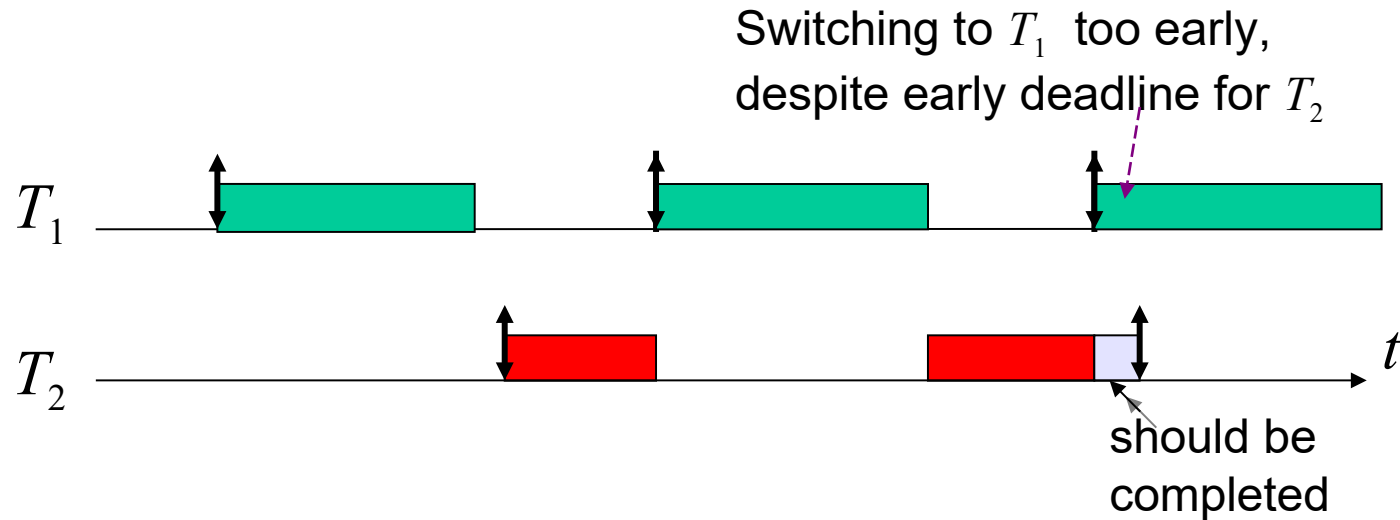 Switching to T₁ too early,
despite early deadline for T₂
T₁
T₂
t
should be
completed